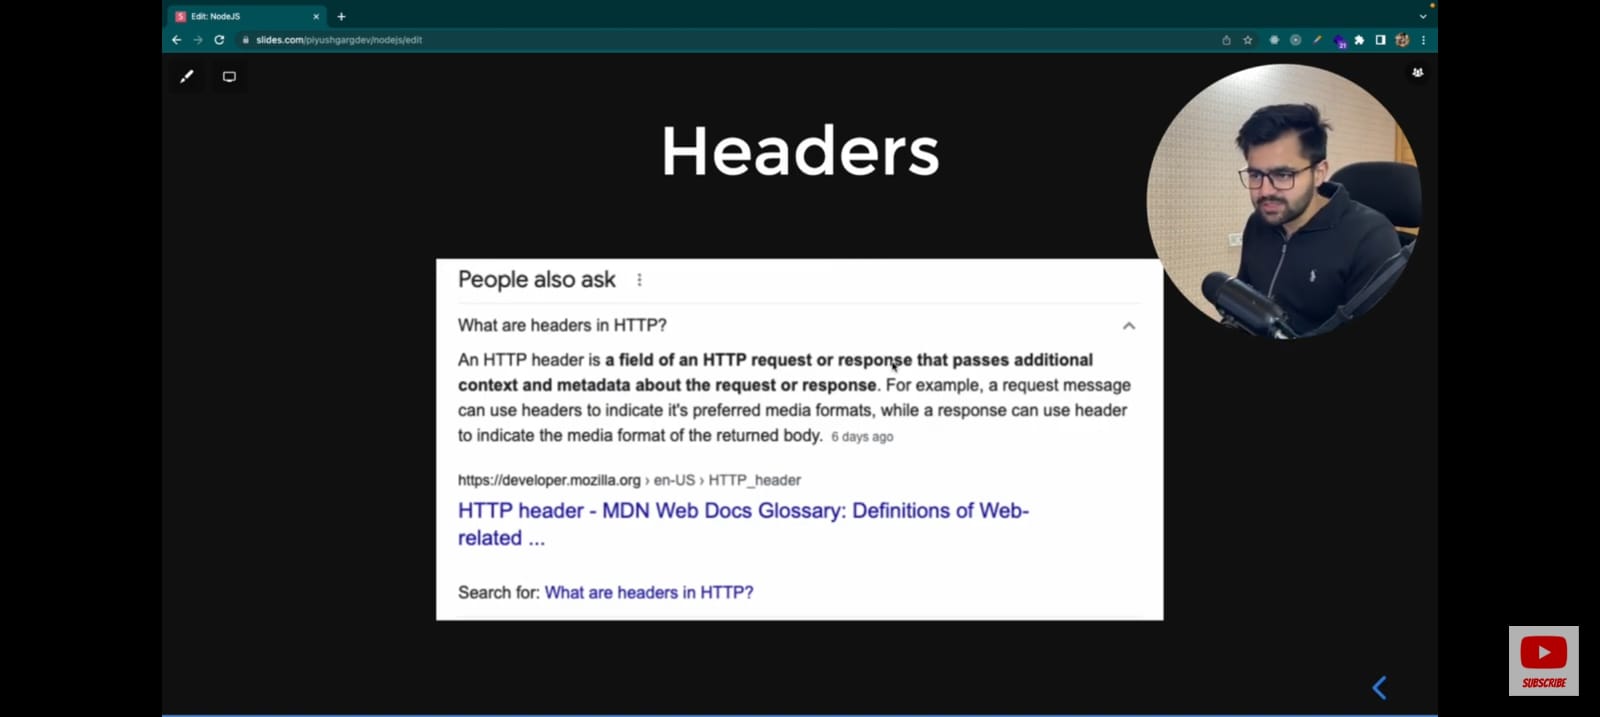 Edit: NodeJS
slides.com/piyushgargdev/nodejs/edit
21
Headers
People also ask
What are headers in HTTP?
An HTTP header is a field of an HTTP request or response that passes additional
context and metadata about the request or response. For example, a request message
can use headers to indicate it's preferred media formats, while a response can use header
to indicate the media format of the returned body. 6 days ago
https://developer.mozilla.org › en-US › HTTP_header
HTTP header - MDN Web Docs Glossary: Definitions of Web-
related ...
Search for: What are headers in HTTP?
SUBSCRIBE